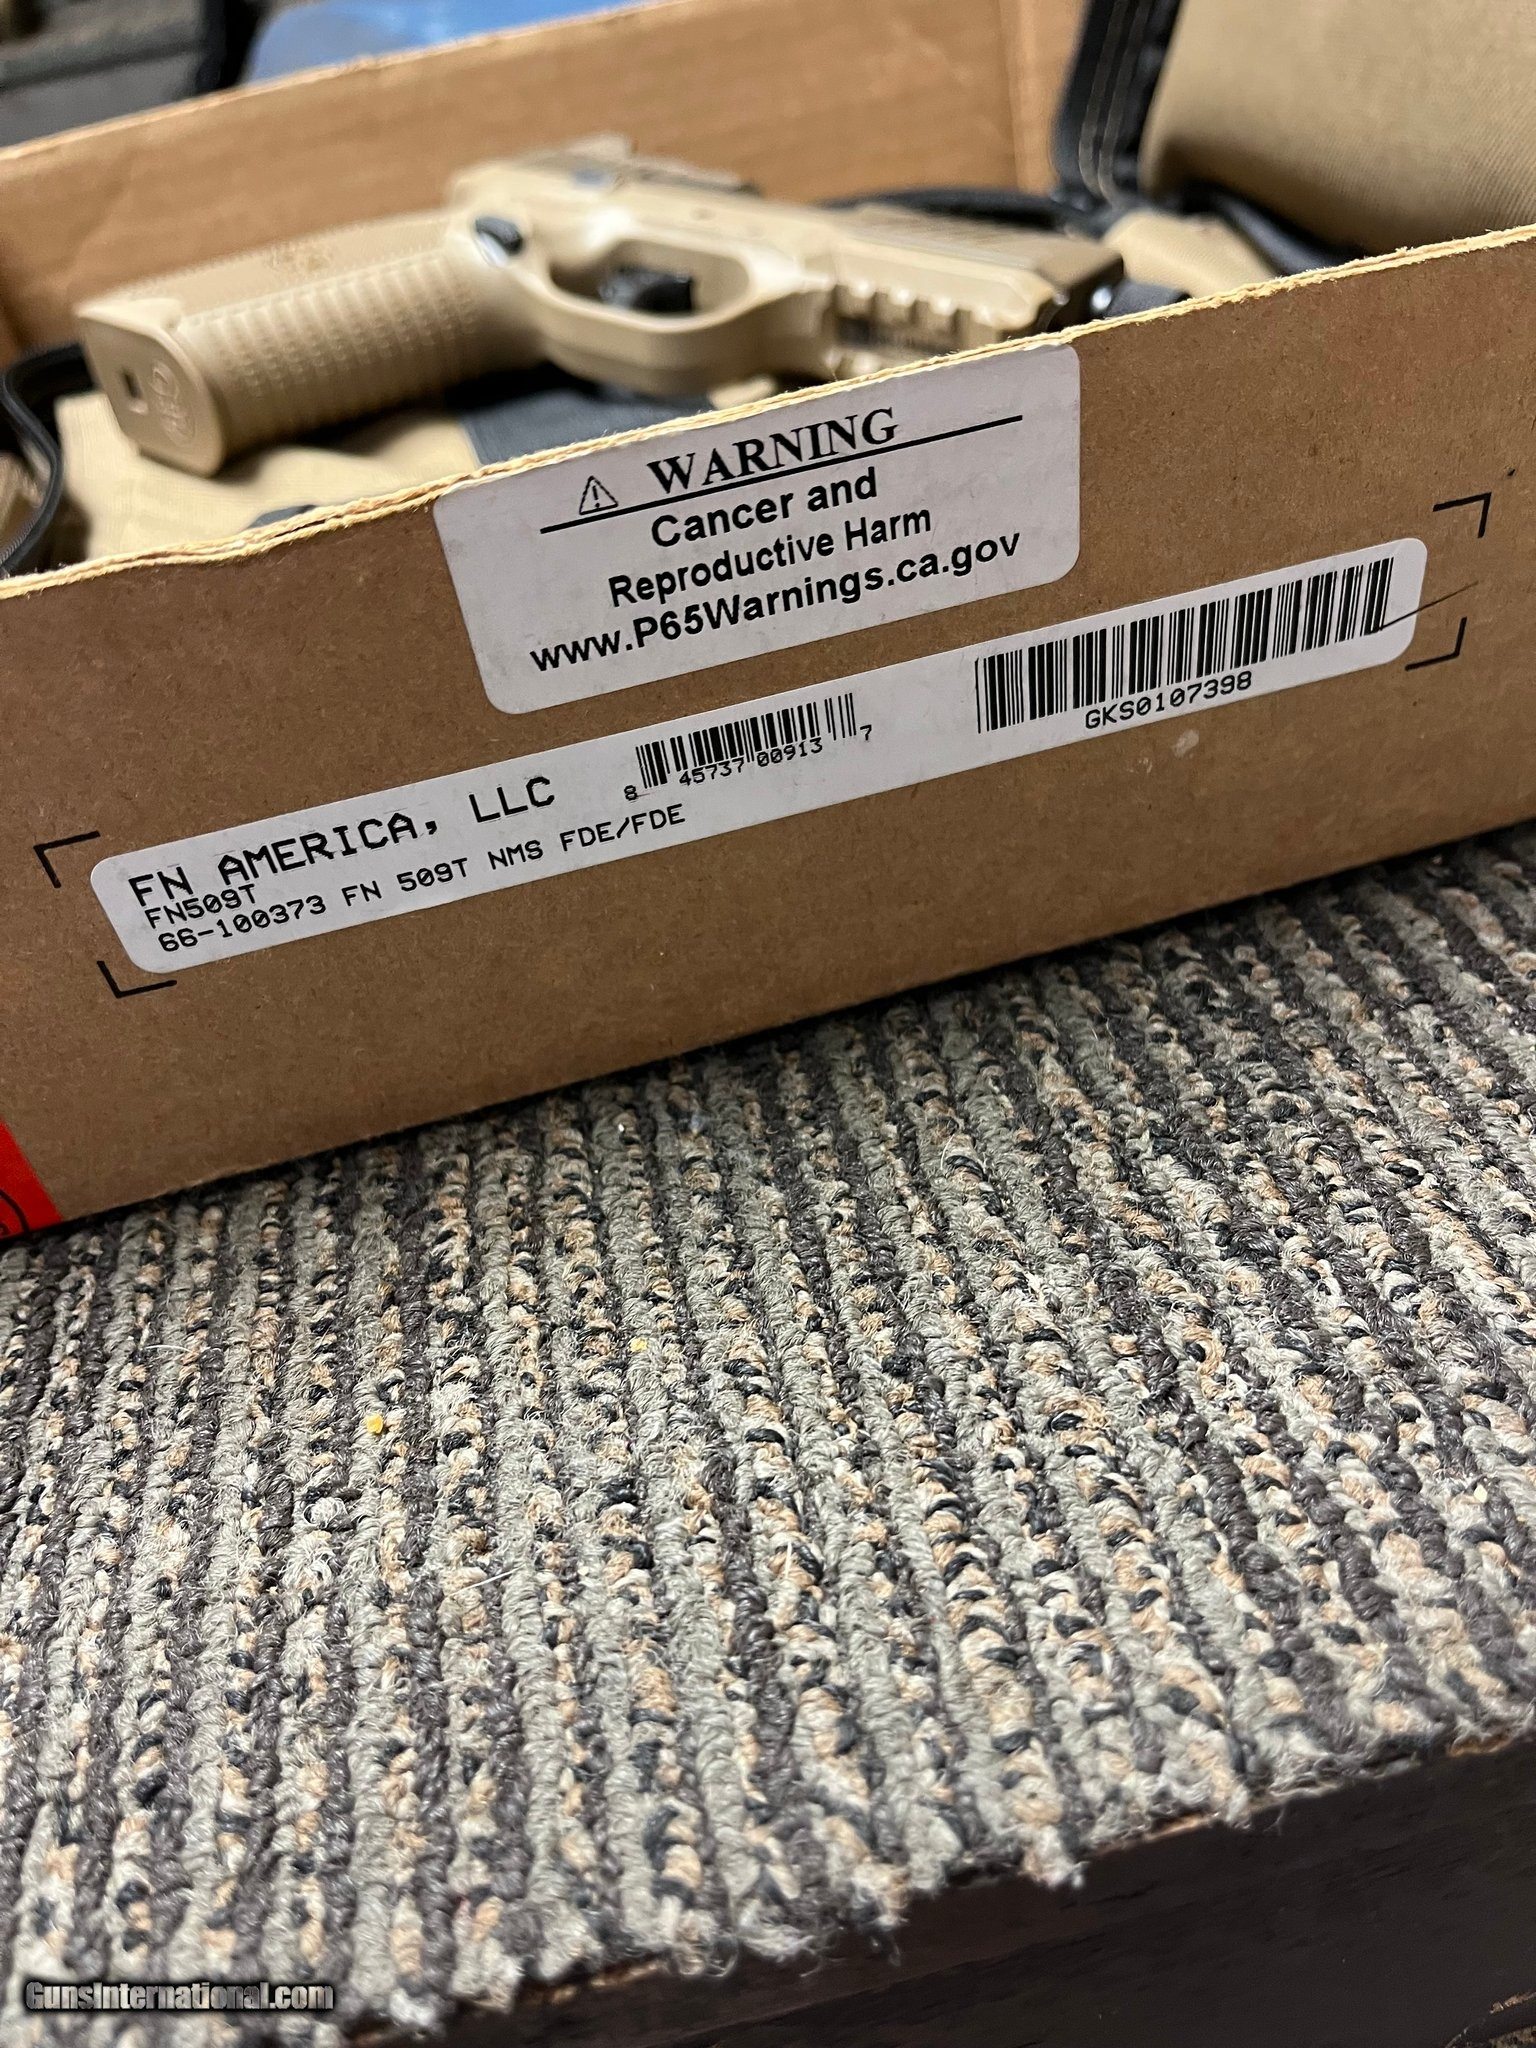 WARNING
Cancer and
Reproductive Harm
www.P65Warnings.ca.gov
FN AMERICA, LLC
FN509T
66-100373 FN 509T NMS FDE/FDE
8 45737 00913 7
GKS0107398
GunsInternational.com